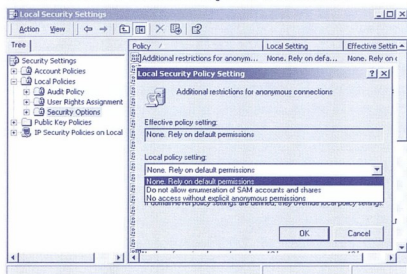 Local Security Settings
Action View
Tree
Policy / Local Setting Effective Settin
Additional restrictions for anonym... None. Rely on defa... None. Rely on
Security Settings
Account Policies
Local Policies
Audit Policy
User Rights Assignment
Security Options
Public Key Policies
IP Security Policies on Local
Local Security Policy Setting
Additional restrictions for anonymous connections
Effective policy setting:
None. Rely on default permissions
Local policy setting:
None. Rely on default permissions
None. Rely on default permissions
Do not allow enumeration of SAM accounts and shares
No access without explicit anonymous permissions
If domain-level policy settings are defined, they override local policy settings.
OK Cancel